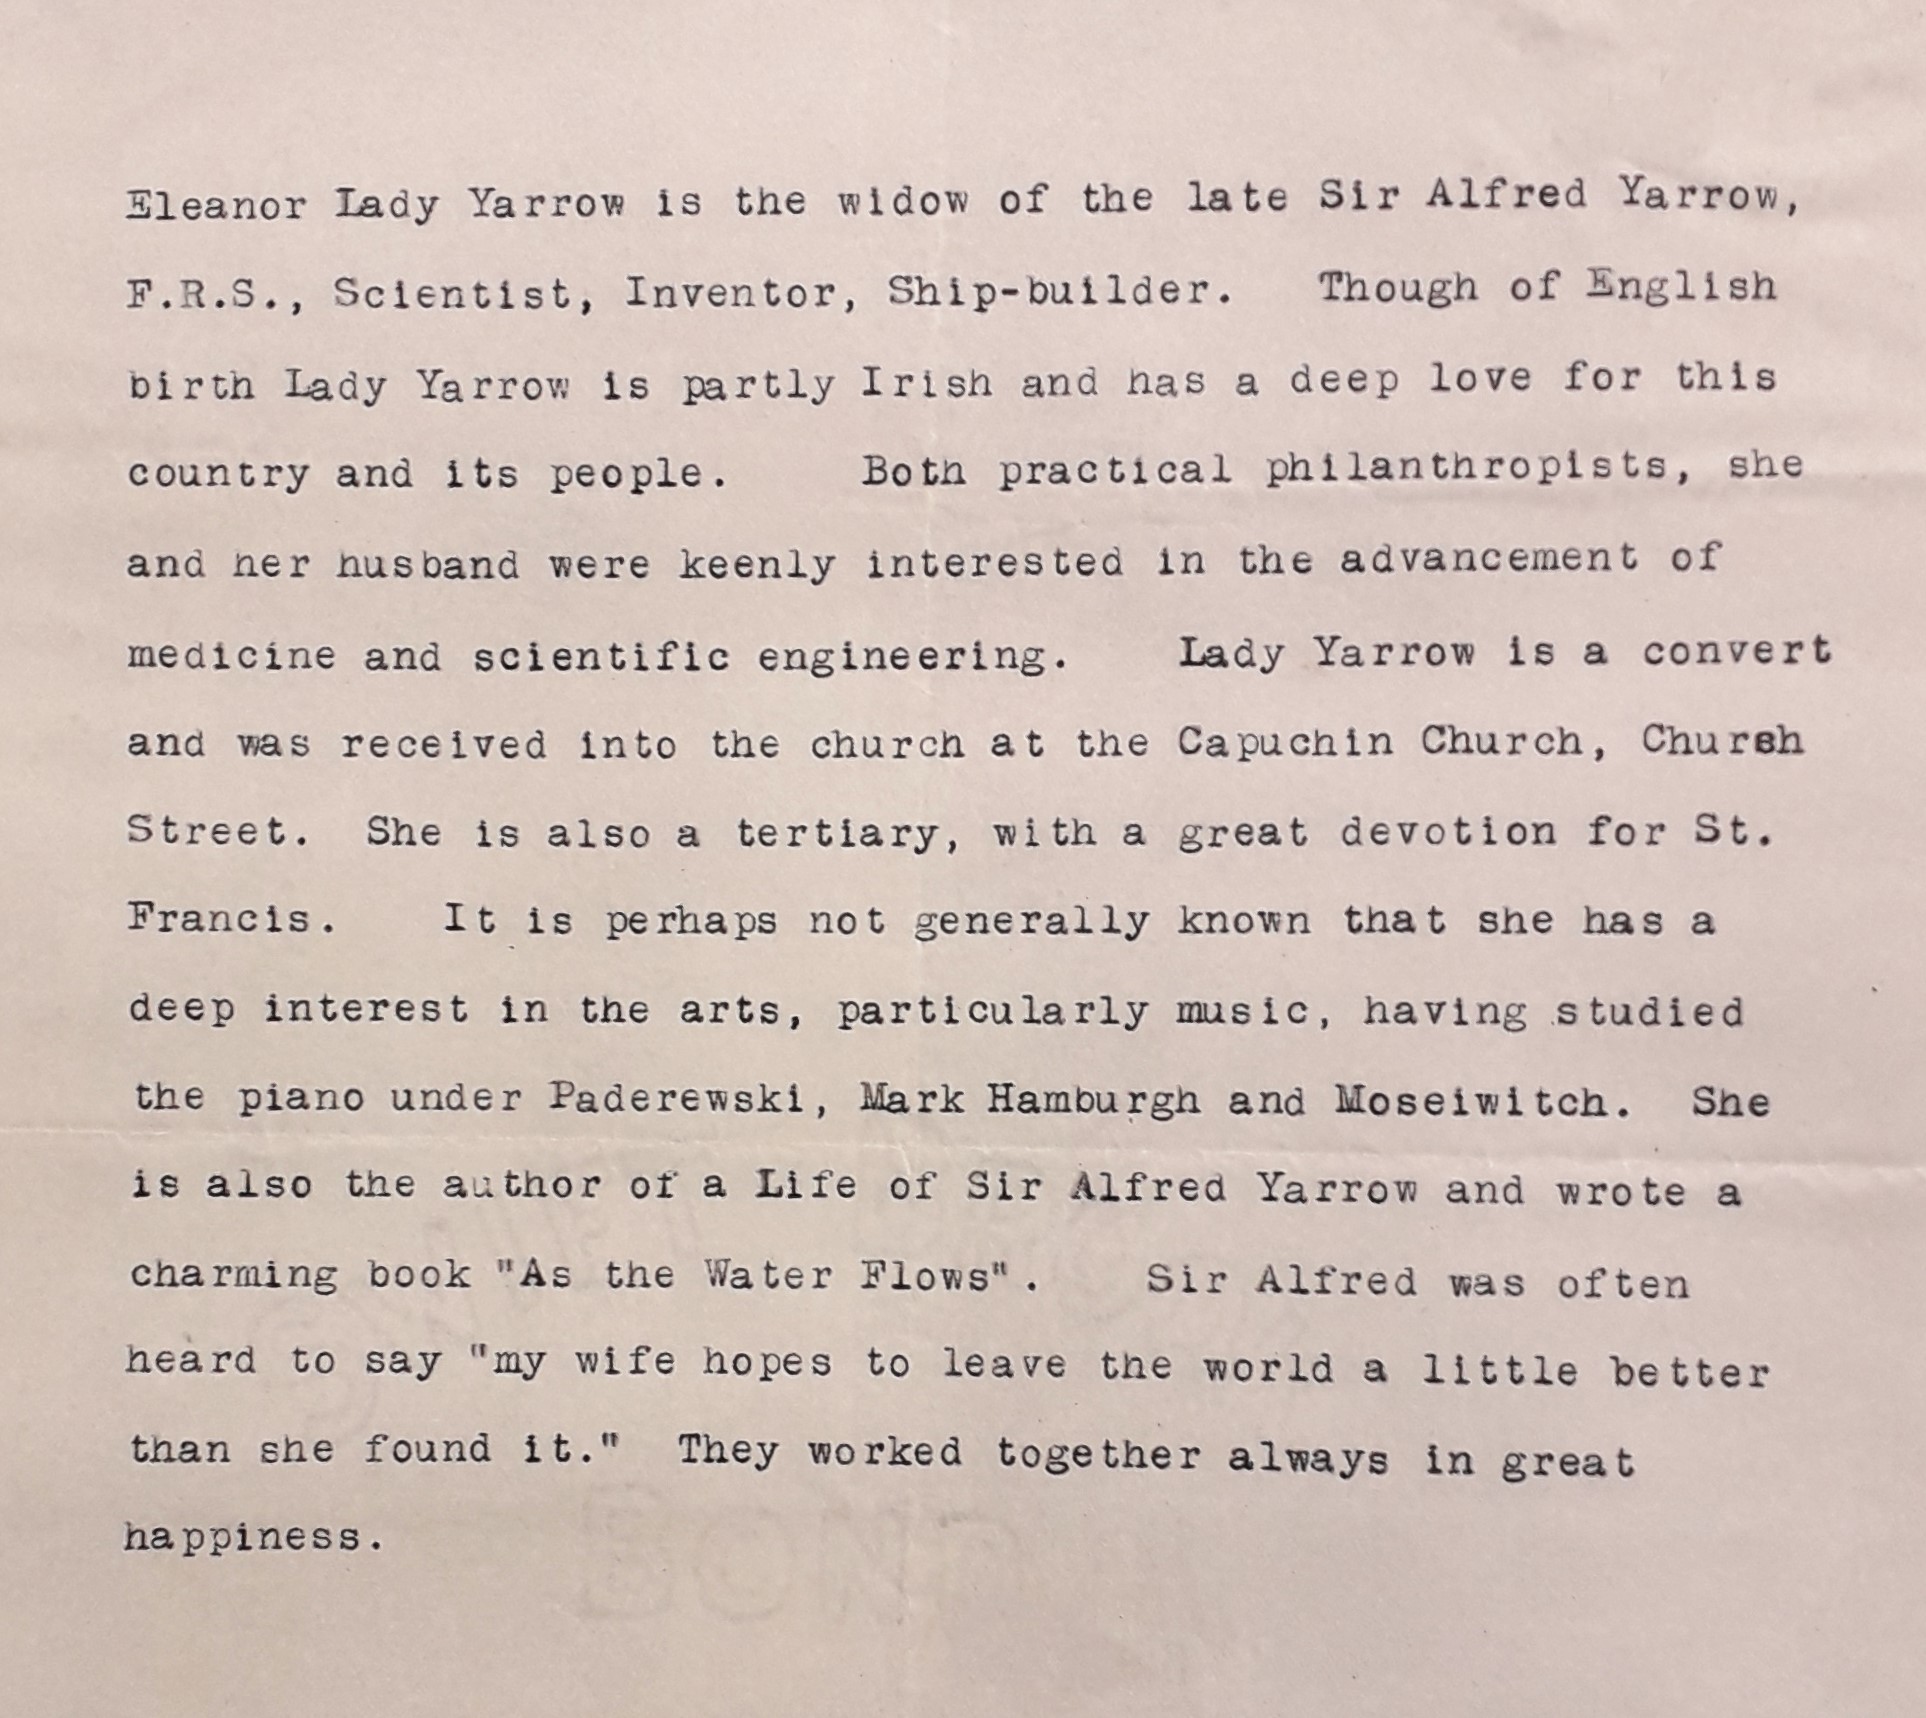 Eleanor Lady Yarrow is the widow of the late Sir Alfred Yarrow,
F.R.S., Scientist, Inventor, Ship-builder. Though of English
birth Lady Yarrow is partly Irish and has a deep love for this
country and its people. Both practical philanthropists, she
and her husband were keenly interested in the advancement of
medicine and scientific engineering. Lady Yarrow is a convert
and was received into the church at the Capuchin Church, Church
Street. She is also a tertiary, with a great devotion for St.
Francis. It is perhaps not generally known that she has a
deep interest in the arts, particularly music, having studied
the piano under Paderewski, Mark Hamburgh and Moseiwitch. She
is also the author of a Life of Sir Alfred Yarrow and wrote a
charming book "As the Water Flows". Sir Alfred was often
heard to say "my wife hopes to leave the world a little better
than she found it." They worked together always in great
happiness.